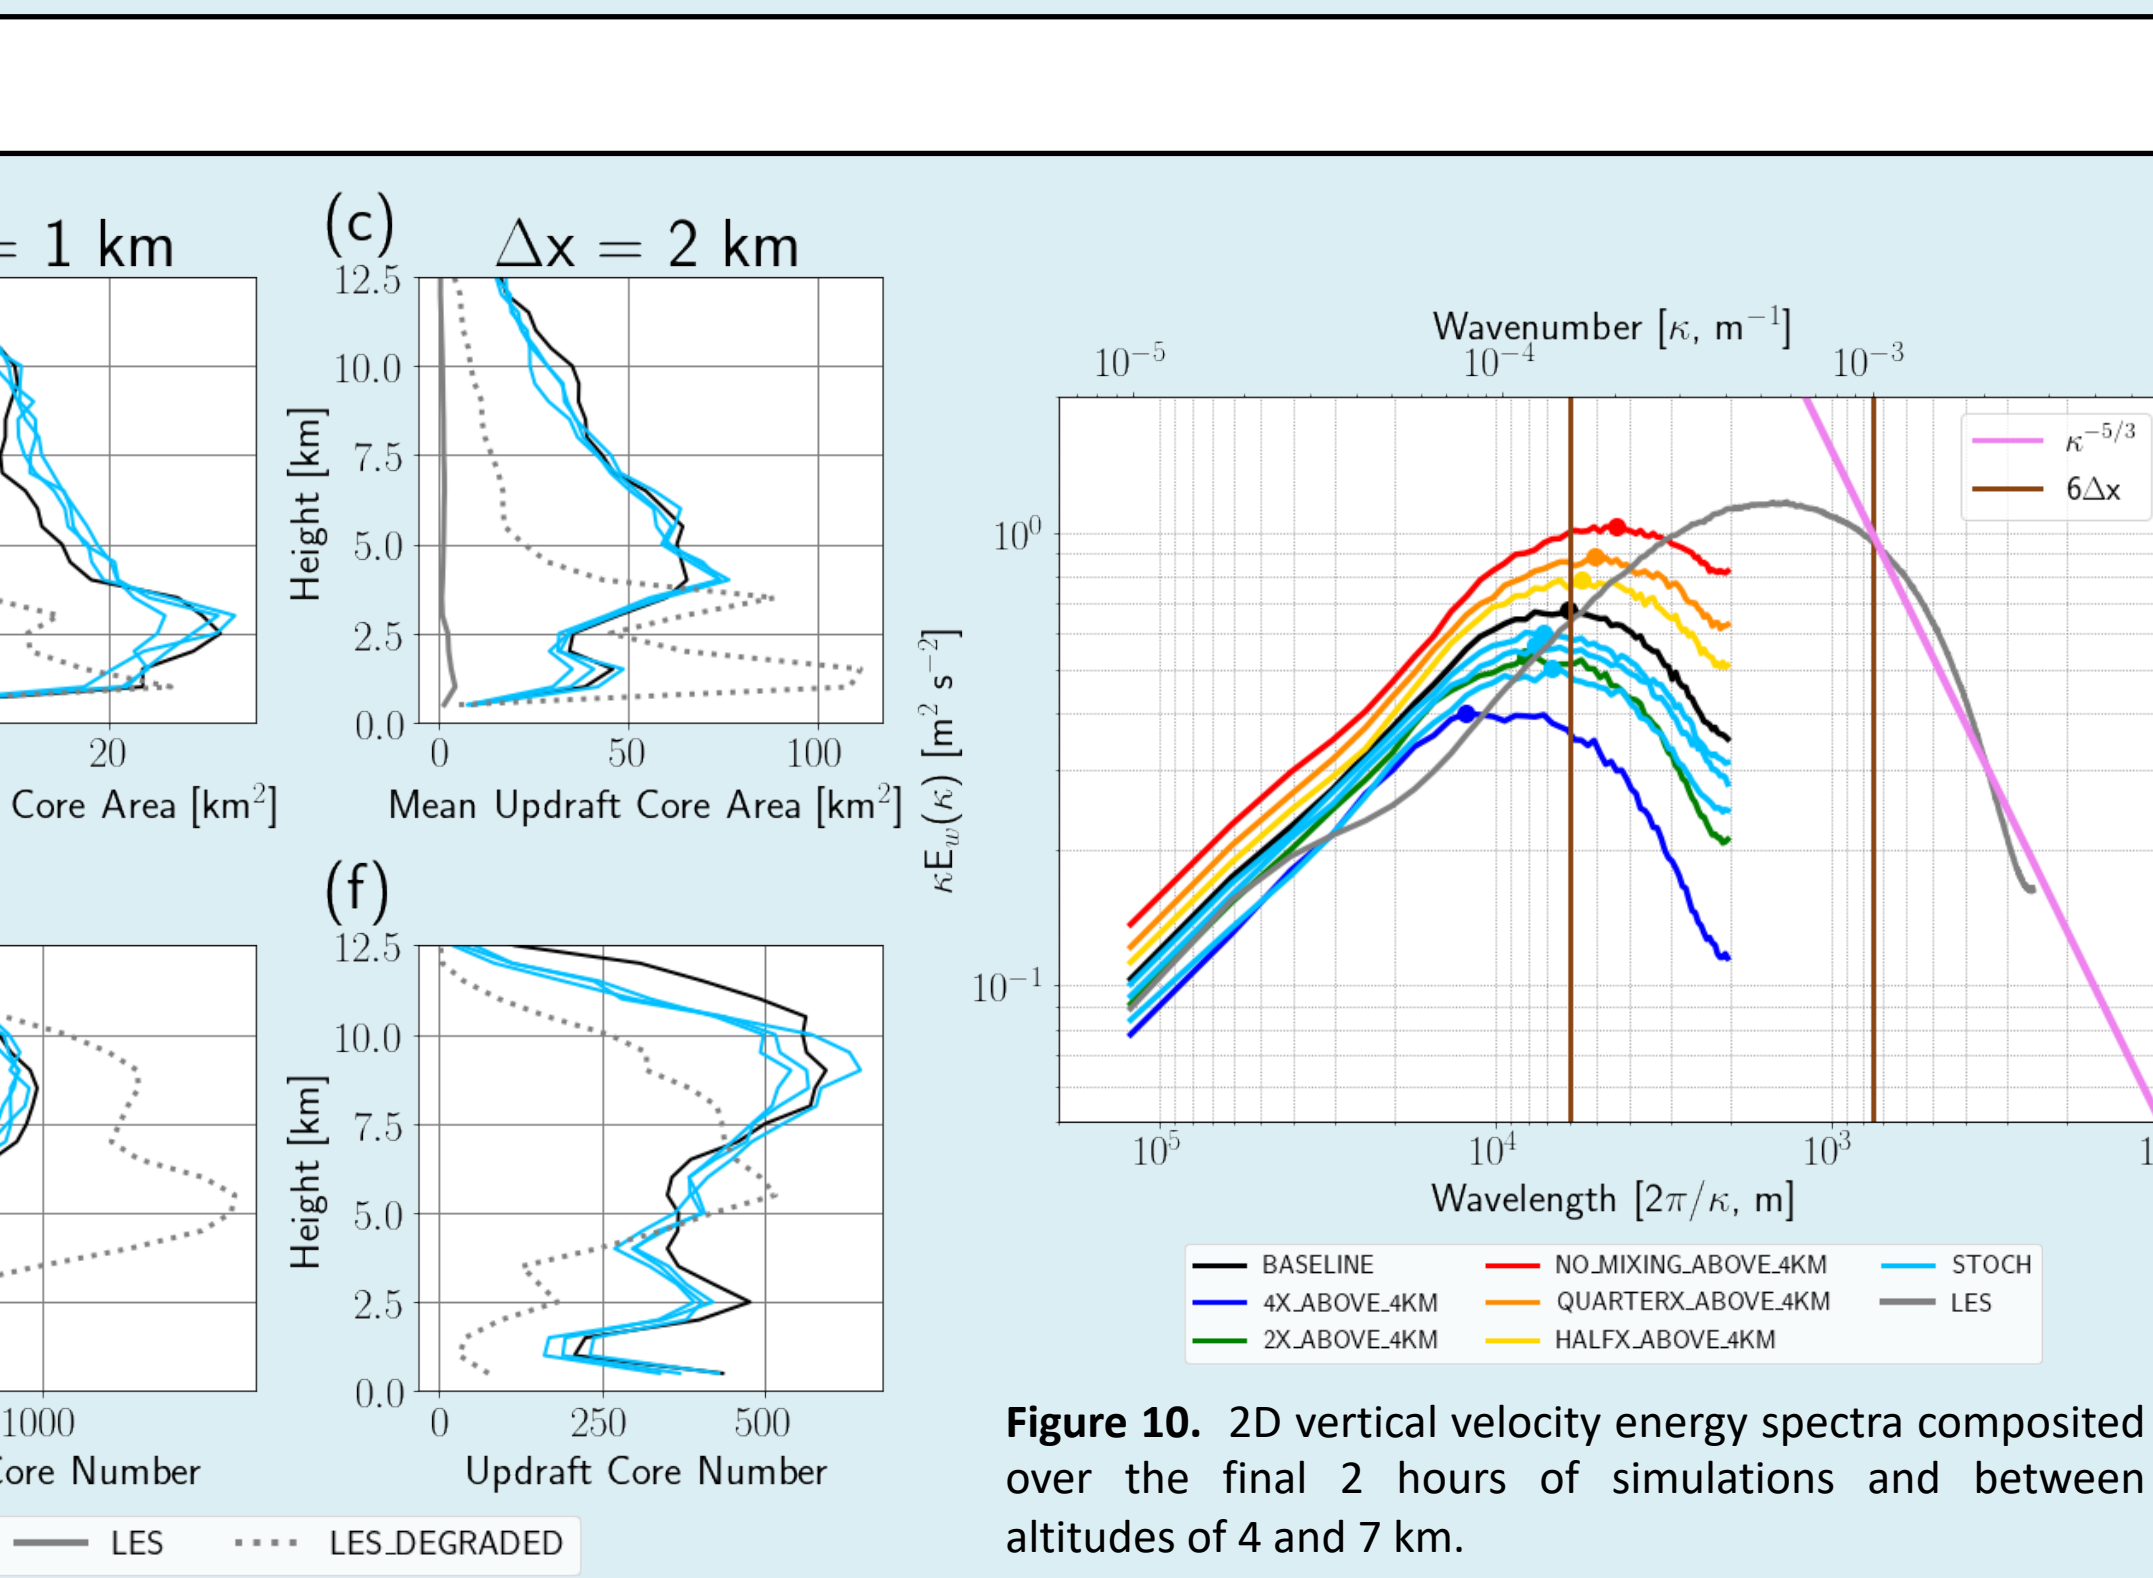 = 1 km
(c)
Δx = 2 km
12.5
10.0
7.5
5.0
2.5
0.0
Height [km]
20
0
50
100
Core Area [km²]
Mean Updraft Core Area [km²]
(f)
12.5
10.0
7.5
5.0
2.5
0.0
Height [km]
1000
0
250
500
Core Number
Updraft Core Number
LES
LES_DEGRADED
Wavenumber [κ, m⁻¹]
10⁻⁵
10⁻⁴
10⁻³
κ⁻⁵/³
6Δx
10⁰
10⁻¹
κE_w(κ) [m² s⁻²]
10⁵
10⁴
10³
1
Wavelength [2π/κ, m]
BASELINE
4X_ABOVE_4KM
2X_ABOVE_4KM
NO_MIXING_ABOVE_4KM
QUARTERX_ABOVE_4KM
HALFX_ABOVE_4KM
STOCH
LES
Figure 10. 2D vertical velocity energy spectra composited
over the final 2 hours of simulations and between
altitudes of 4 and 7 km.